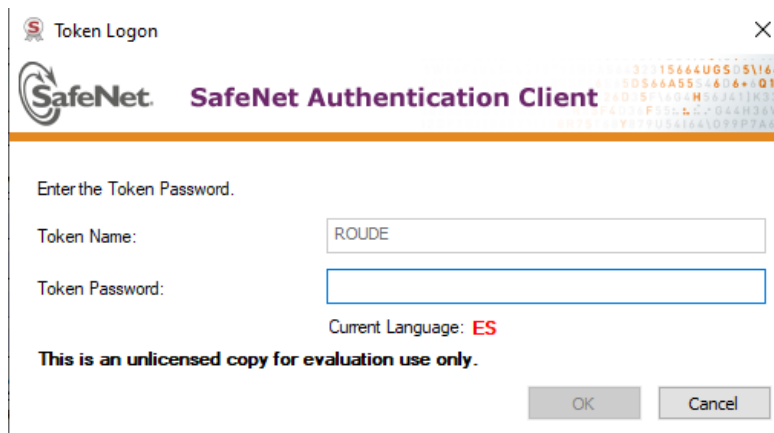 Token Logon
SafeNet. SafeNet Authentication Client
Enter the Token Password.
Token Name: ROUDE
Token Password:
Current Language: ES
This is an unlicensed copy for evaluation use only.
OK Cancel